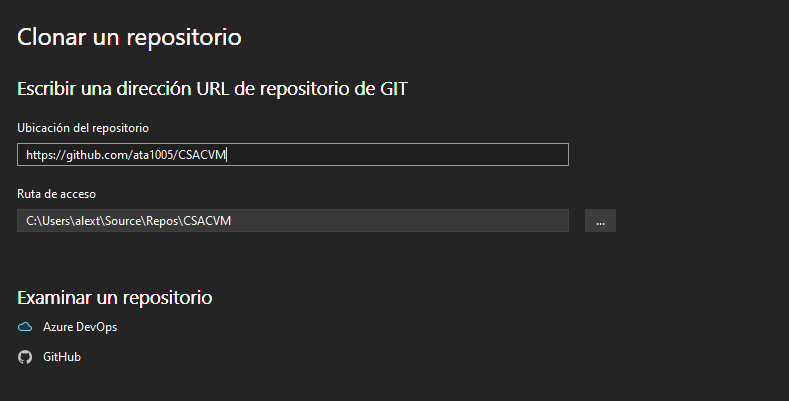 Clonar un repositorio
Escribir una dirección URL de repositorio de GIT
Ubicación del repositorio
https://github.com/ata1005/CSACVM
Ruta de acceso
C:\Users\alext\Source\Repos\CSACVM
...
Examinar un repositorio
Azure DevOps
GitHub